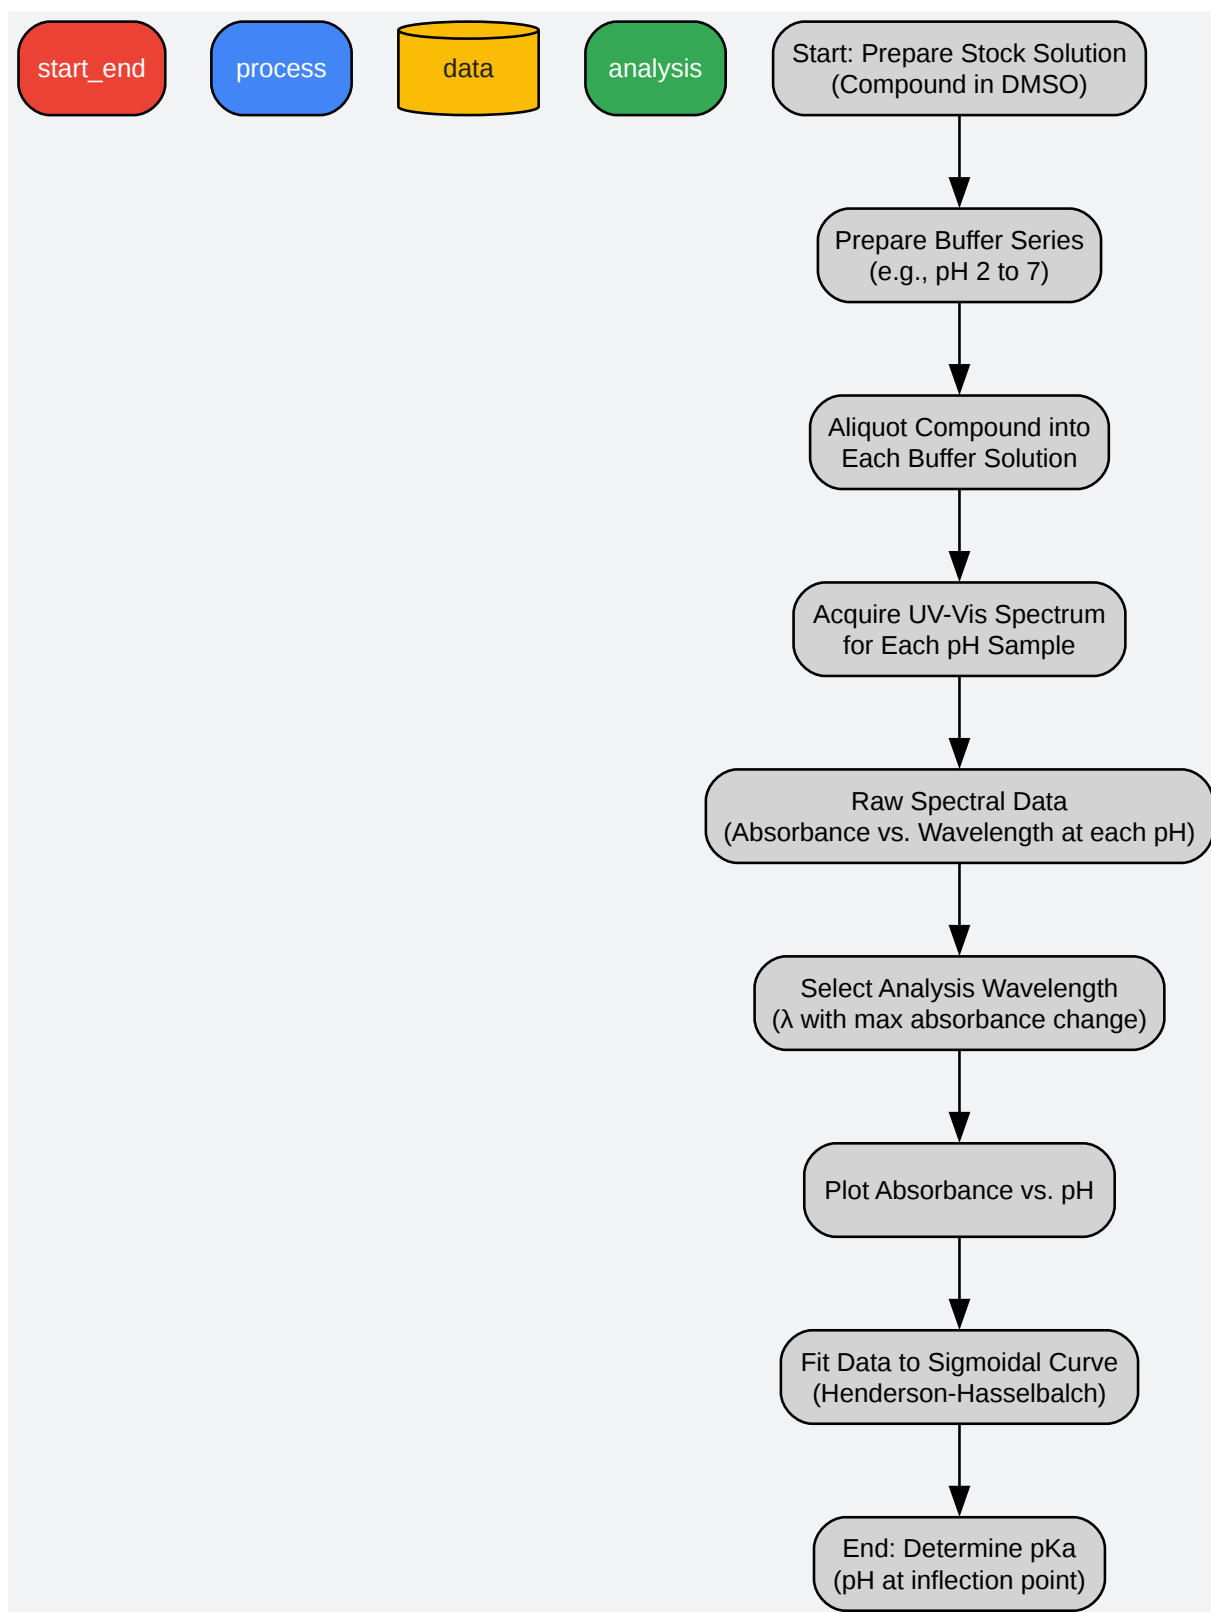 start_end
process
data
analysis
Start: Prepare Stock Solution
(Compound in DMSO)
Prepare Buffer Series
(e.g., pH 2 to 7)
Aliquot Compound into
Each Buffer Solution
Acquire UV-Vis Spectrum
for Each pH Sample
Raw Spectral Data
(Absorbance vs. Wavelength at each pH)
Select Analysis Wavelength
(λ with max absorbance change)
Plot Absorbance vs. pH
Fit Data to Sigmoidal Curve
(Henderson-Hasselbalch)
End: Determine pKa
(pH at inflection point)